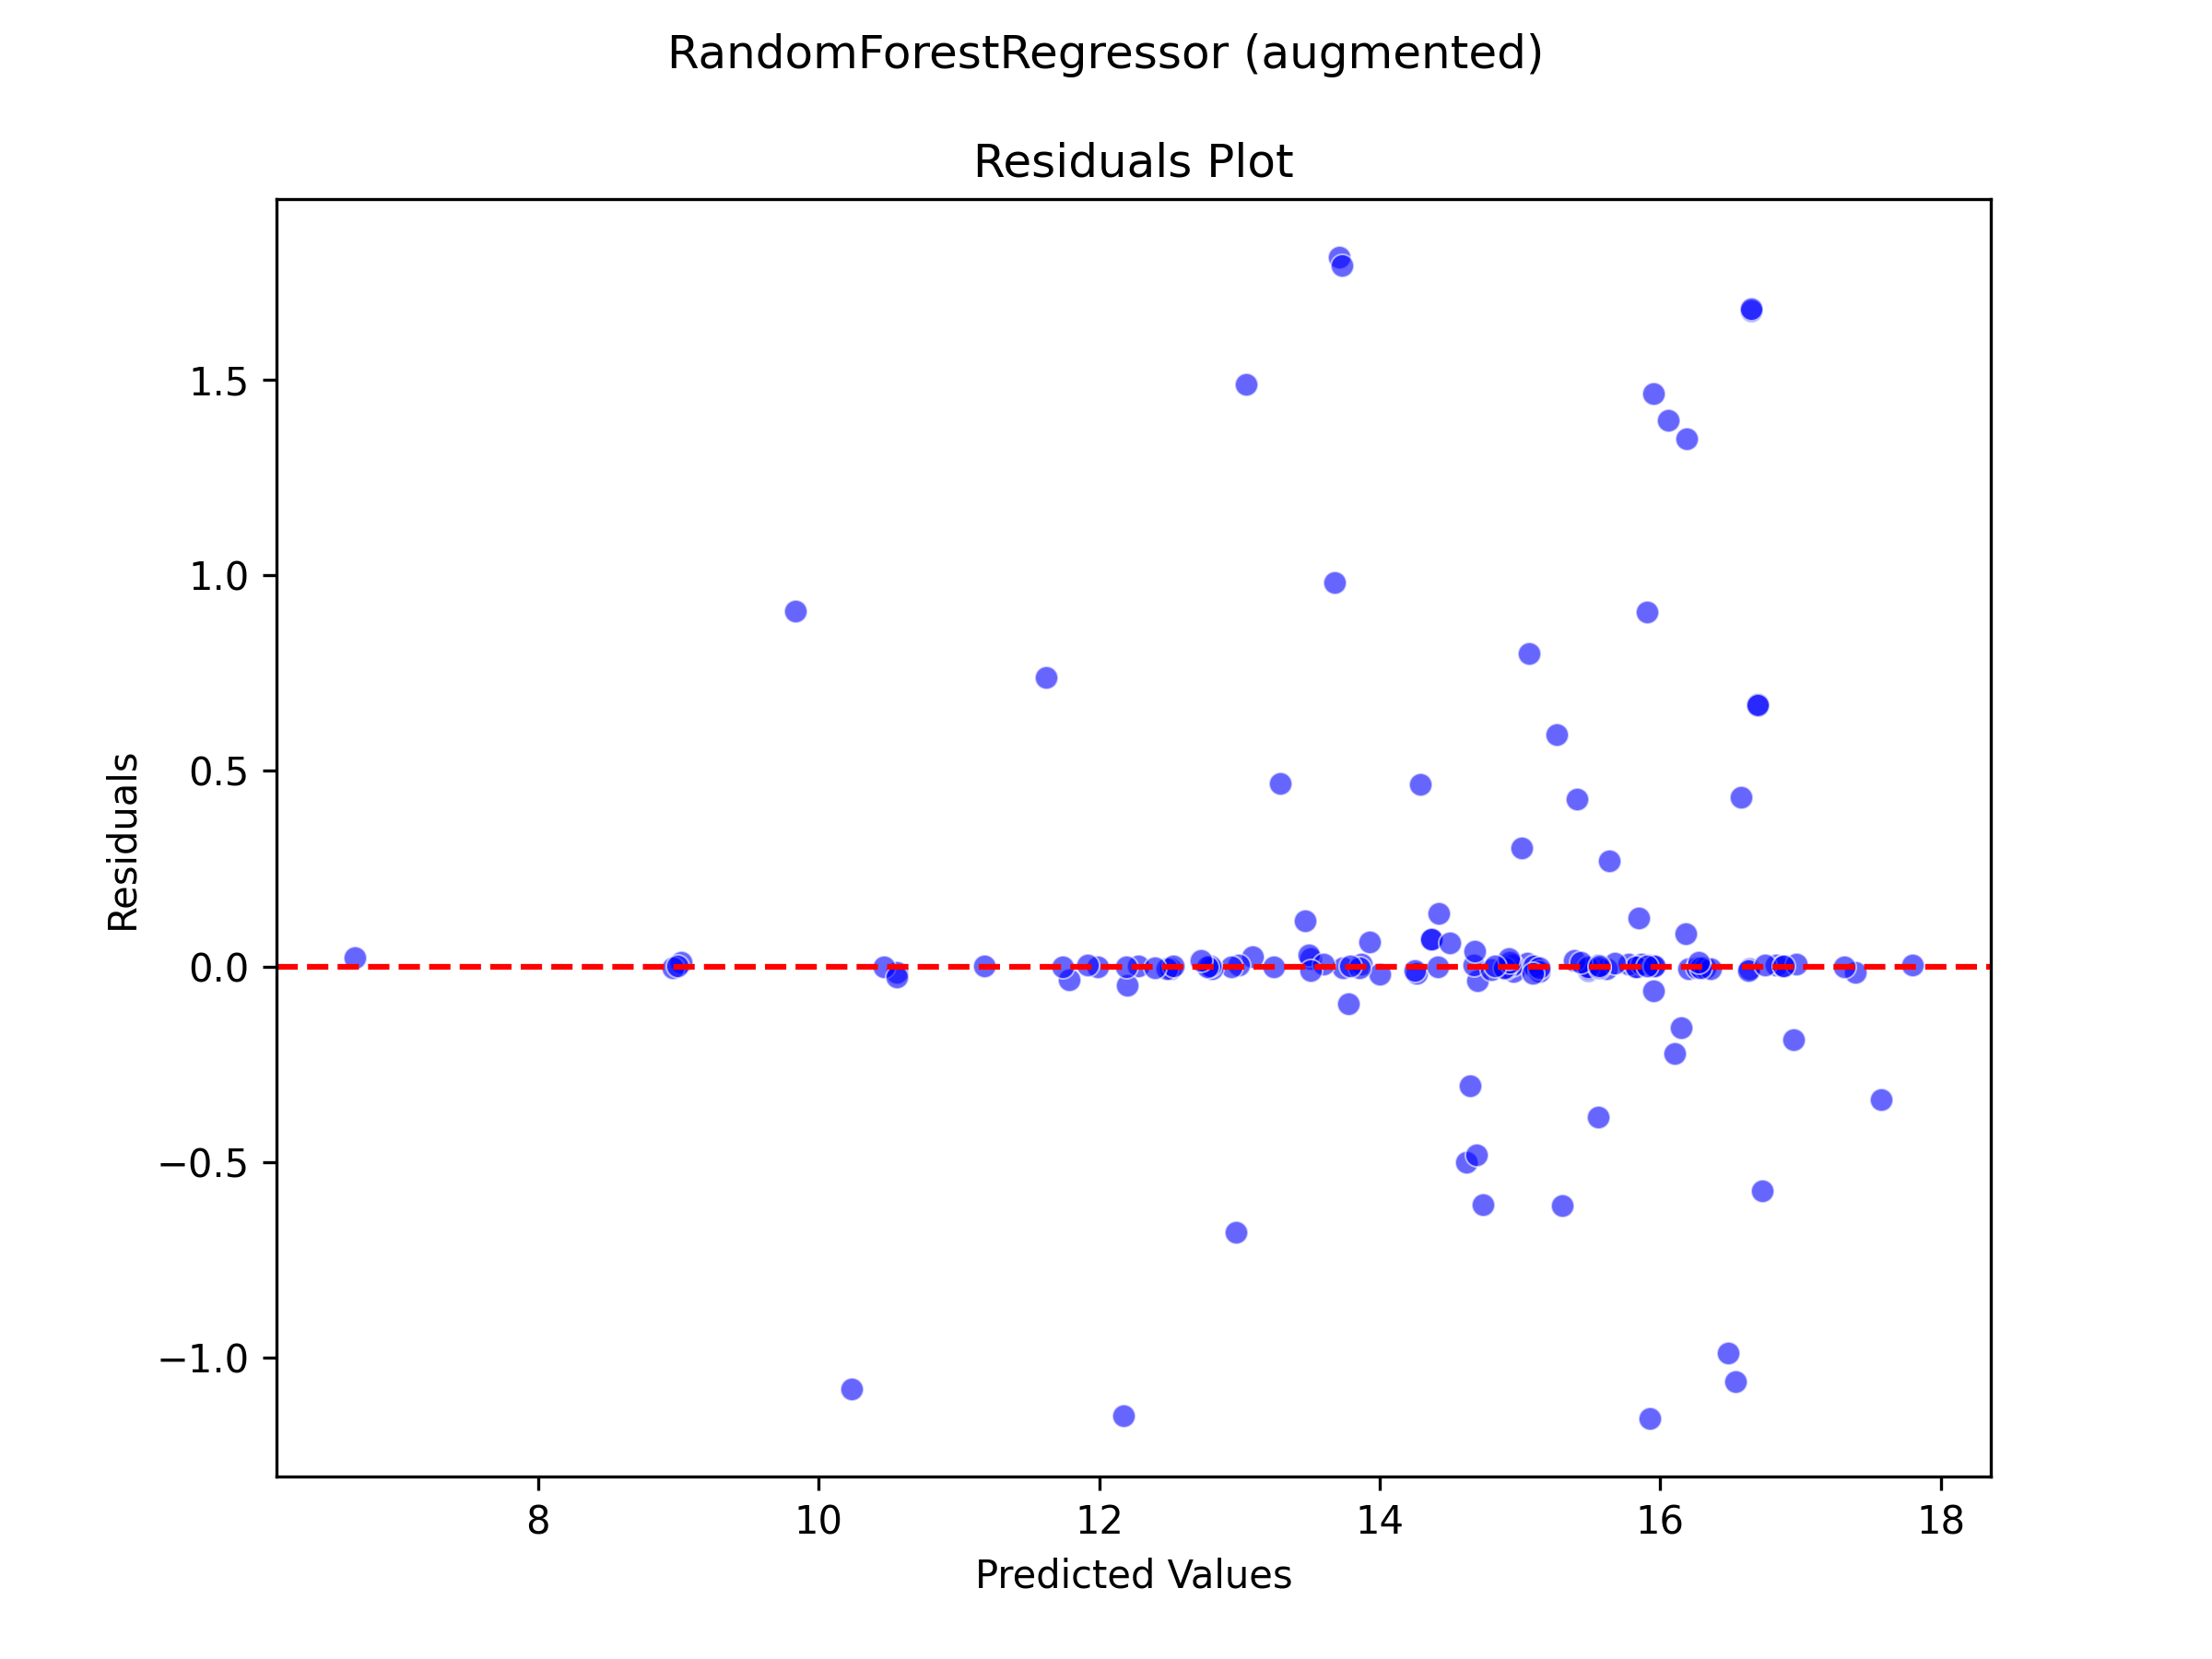 RandomForestRegressor (augmented)
Residuals Plot
1.5
1.0
0.5
0.0
−0.5
−1.0
Residuals
8 10 12 14 16 18
Predicted Values